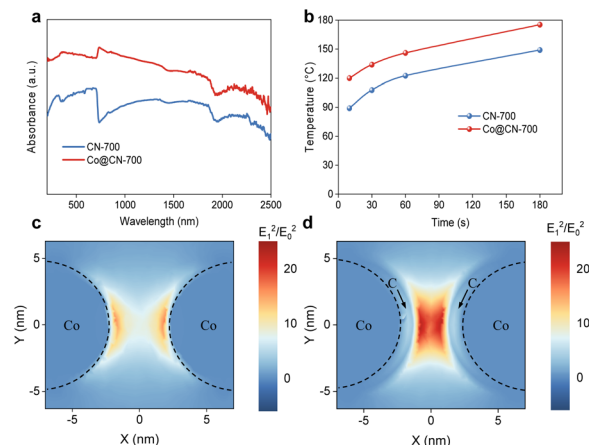 a
Absorbance (a.u.)
CN-700
Co@CN-700
500 1000 1500 2000 2500
Wavelength (nm)
b
Temperature (°C)
180
150
120
90
60
30
0
CN-700
Co@CN-700
0 30 60 90 120 150 180
Time (s)
c
E₁²/E₀²
Y (nm)
5
0
-5
Co
Co
-5 0 5
X (nm)
20
10
0
d
E₁²/E₀²
Y (nm)
5
0
-5
C
C
Co
Co
-5 0 5
X (nm)
20
10
0